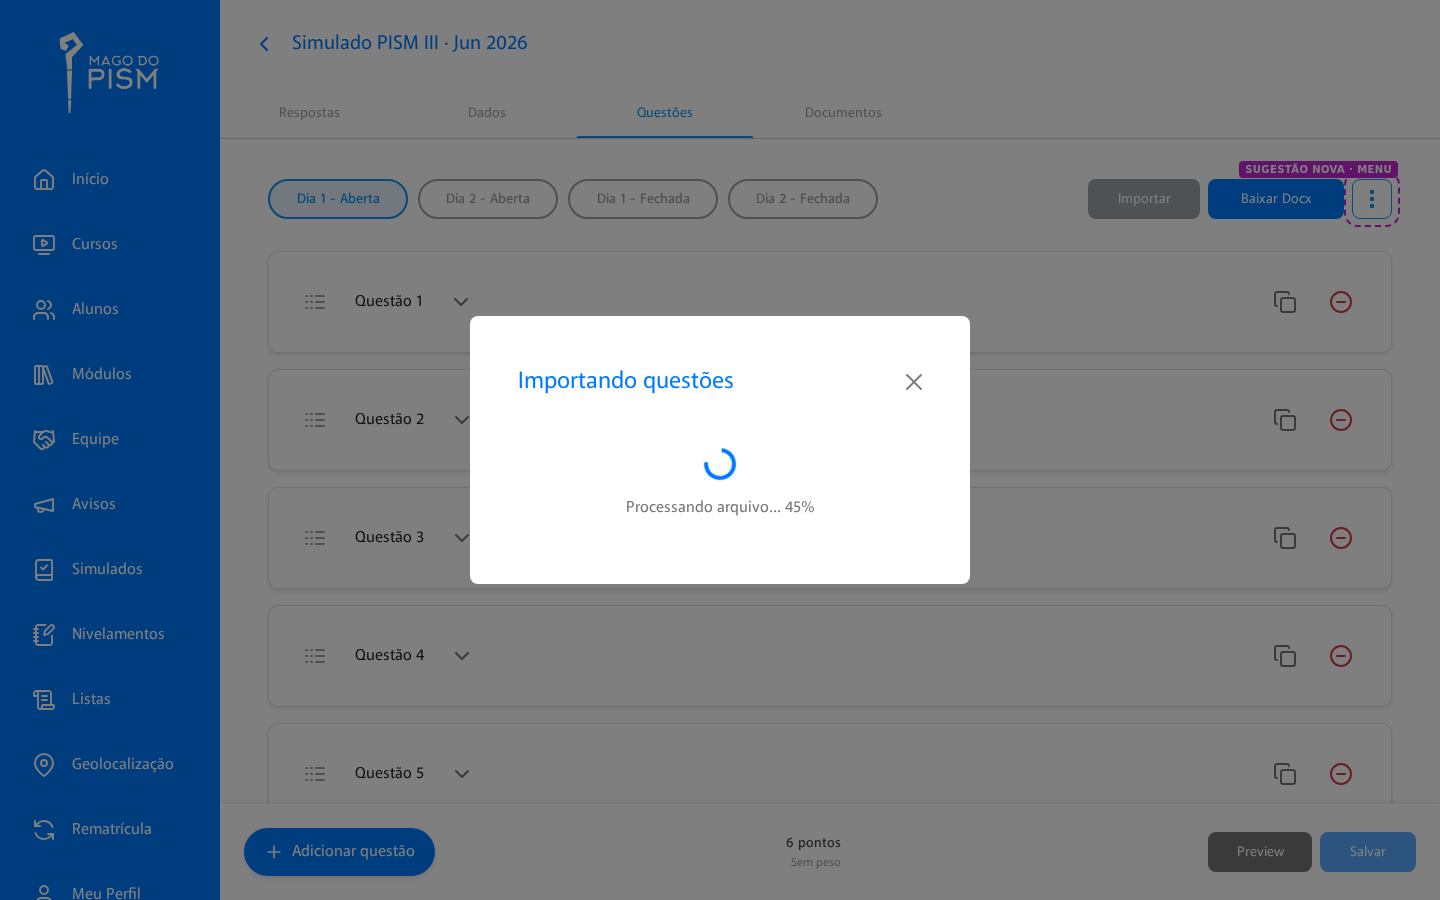 MAGO DO
PISM
Início
Cursos
Alunos
Módulos
Equipe
Avisos
Simulados
Nivelamentos
Listas
Geolocalização
Rematrícula
Meu Perfil
Simulado PISM III · Jun 2026
Respostas
Dados
Questões
Documentos
SUGESTÃO NOVA · MENU
Dia 1 - Aberta
Dia 2 - Aberta
Dia 1 - Fechada
Dia 2 - Fechada
Importar
Baixar Docx
Questão 1
Questão 2
Questão 3
Questão 4
Questão 5
Importando questões
Processando arquivo... 45%
Adicionar questão
6 pontos
Sem peso
Preview
Salvar